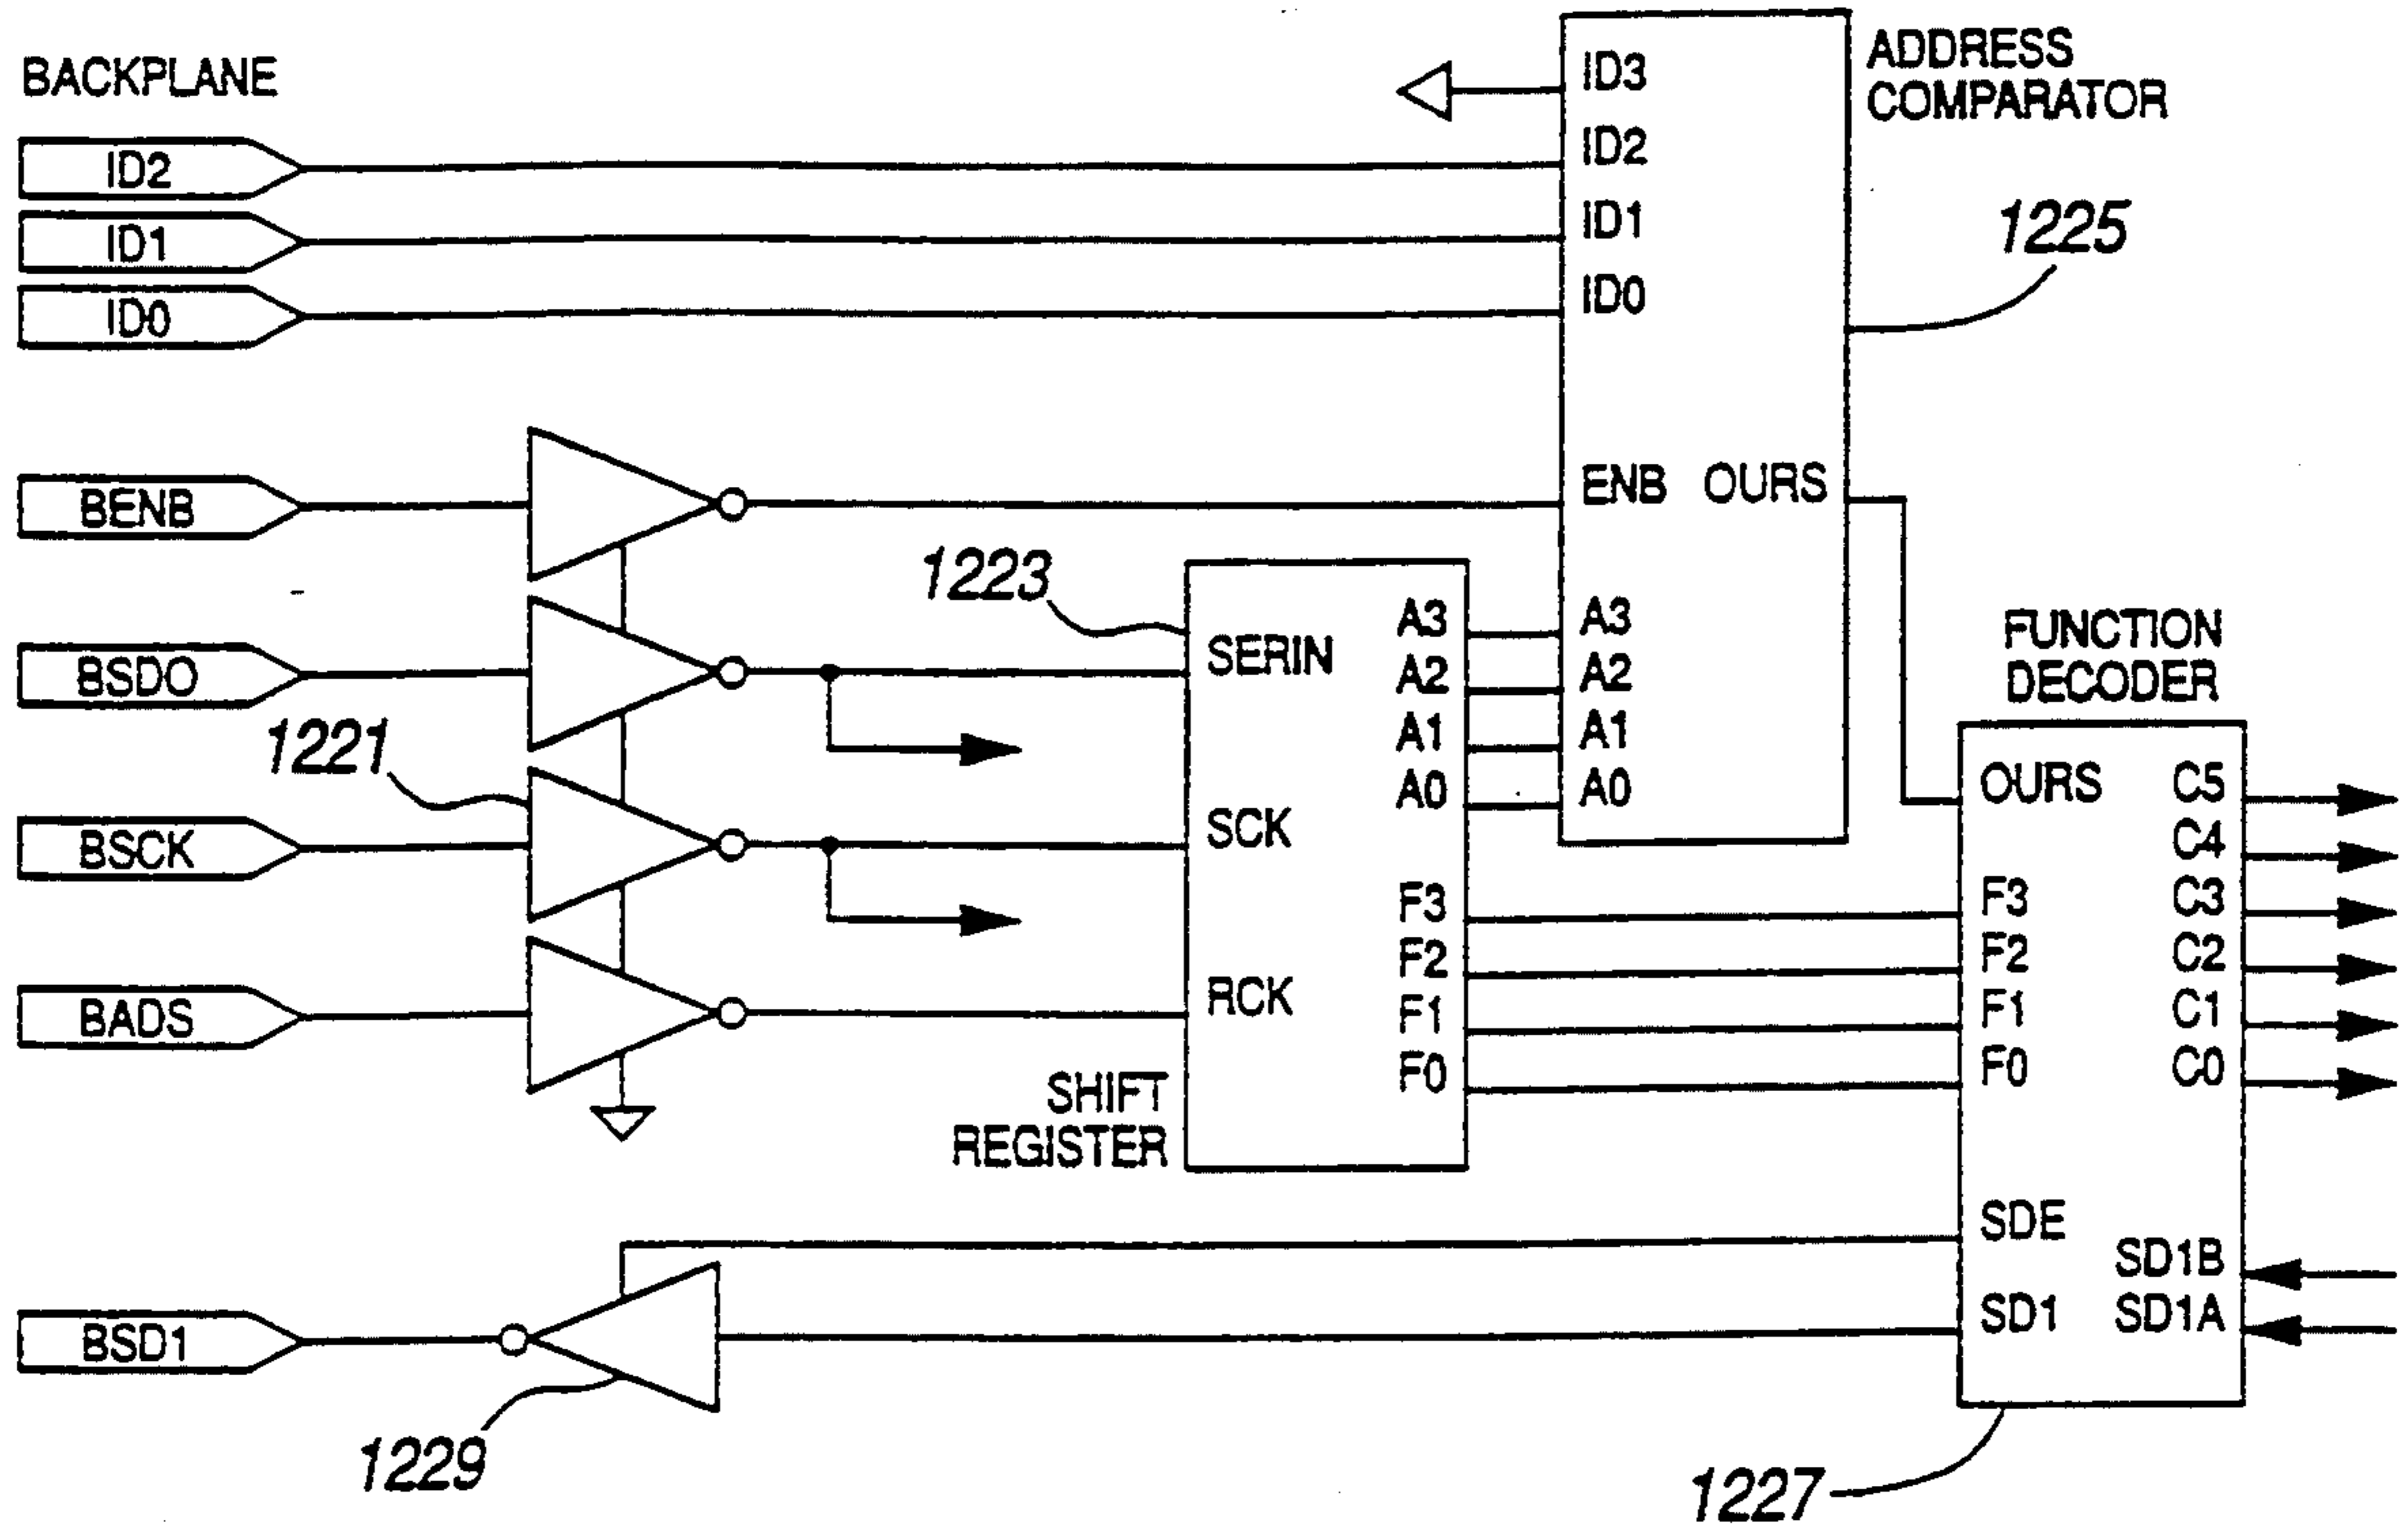 BACKPLANE
ID2
ID1
ID0
BENB
BSDO
BSCK
BADS
BSD1
1221
1229
1223
SERIN
SCK
RCK
A3
A2
A1
A0
F3
F2
F1
F0
SHIFT
REGISTER
ID3
ID2
ID1
ID0
ENB OURS
A3
A2
A1
A0
ADDRESS
COMPARATOR
1225
FUNCTION
DECODER
OURS C5
C4
F3 C3
F2 C2
F1 C1
F0 C0
SDE
SD1B
SD1 SD1A
1227